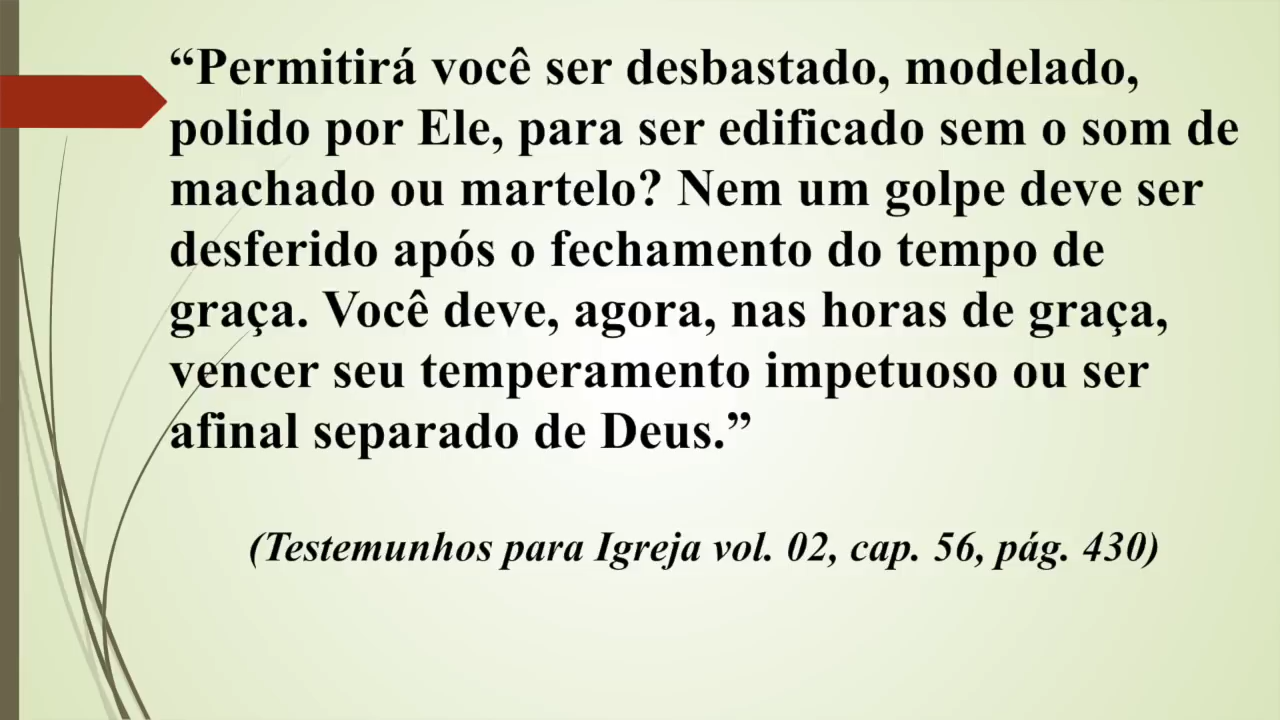 “Permitirá você ser desbastado, modelado,
polido por Ele, para ser edificado sem o som de
machado ou martelo? Nem um golpe deve ser
desferido após o fechamento do tempo de
graça. Você deve, agora, nas horas de graça,
vencer seu temperamento impetuoso ou ser
afinal separado de Deus.”
(Testemunhos para Igreja vol. 02, cap. 56, pág. 430)